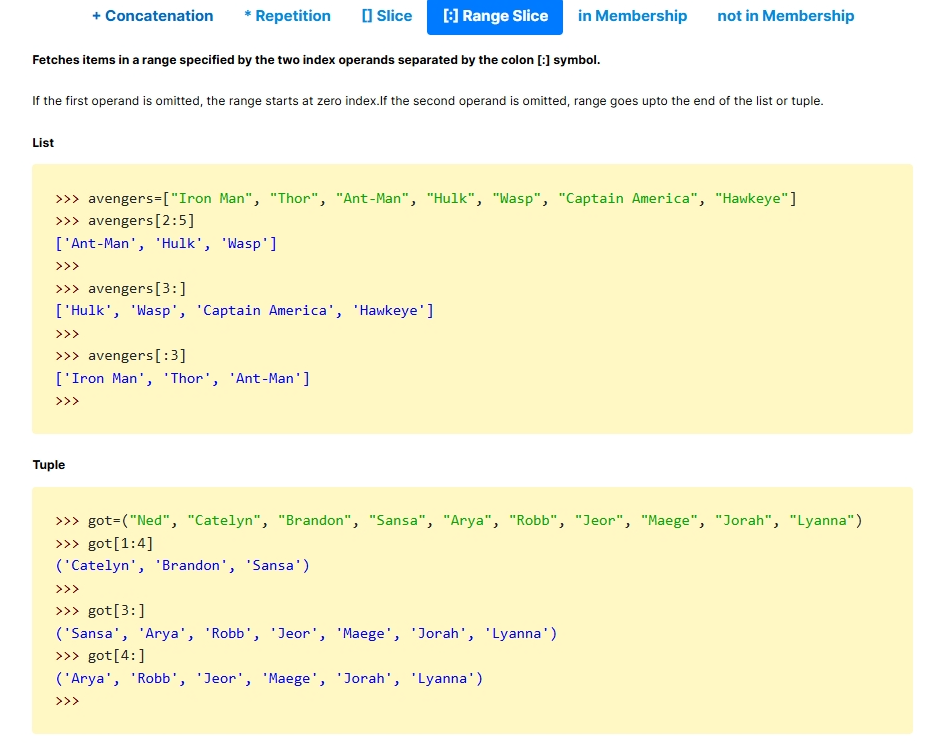 + Concatenation * Repetition [] Slice [:] Range Slice in Membership not in Membership
Fetches items in a range specified by the two index operands separated by the colon [:] symbol.
If the first operand is omitted, the range starts at zero index.If the second operand is omitted, range goes upto the end of the list or tuple.
List
>>> avengers=["Iron Man", "Thor", "Ant-Man", "Hulk", "Wasp", "Captain America", "Hawkeye"]
>>> avengers[2:5]
['Ant-Man', 'Hulk', 'Wasp']
>>>
>>> avengers[3:]
['Hulk', 'Wasp', 'Captain America', 'Hawkeye']
>>>
>>> avengers[:3]
['Iron Man', 'Thor', 'Ant-Man']
>>>
Tuple
>>> got=("Ned", "Catelyn", "Brandon", "Sansa", "Arya", "Robb", "Jeor", "Maege", "Jorah", "Lyanna")
>>> got[1:4]
('Catelyn', 'Brandon', 'Sansa')
>>>
>>> got[3:]
('Sansa', 'Arya', 'Robb', 'Jeor', 'Maege', 'Jorah', 'Lyanna')
>>> got[4:]
('Arya', 'Robb', 'Jeor', 'Maege', 'Jorah', 'Lyanna')
>>>